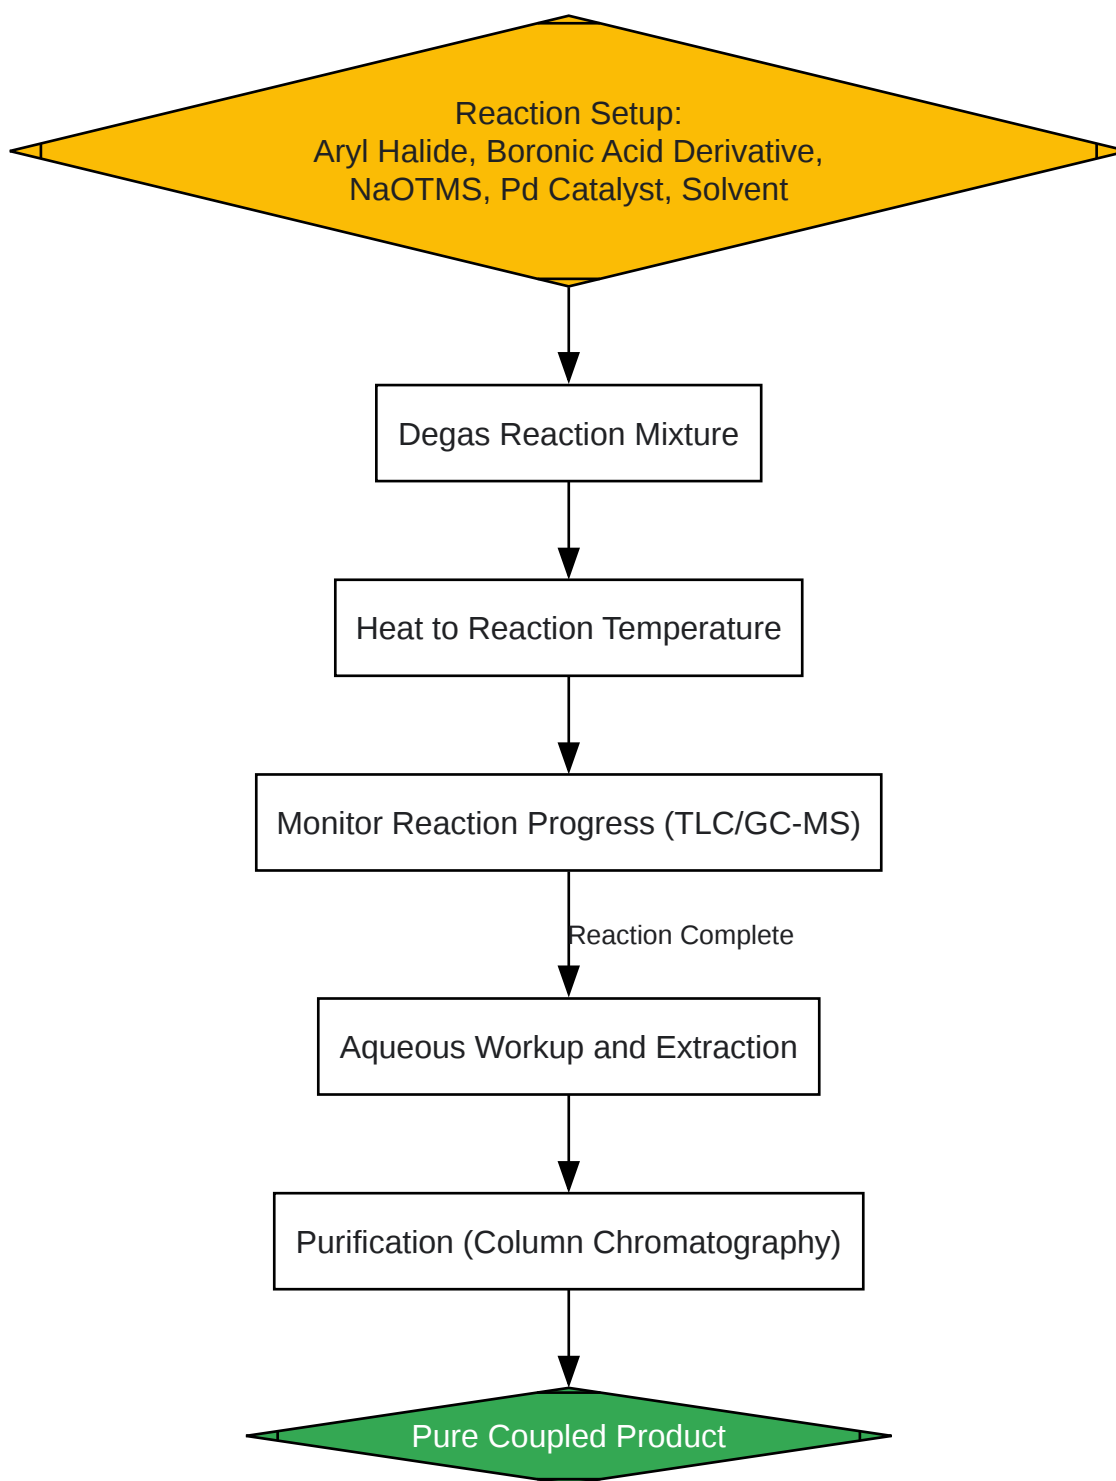 Reaction Setup:
Aryl Halide, Boronic Acid Derivative,
NaOTMS, Pd Catalyst, Solvent
Degas Reaction Mixture
Heat to Reaction Temperature
Monitor Reaction Progress (TLC/GC-MS)
Reaction Complete
Aqueous Workup and Extraction
Purification (Column Chromatography)
Pure Coupled Product